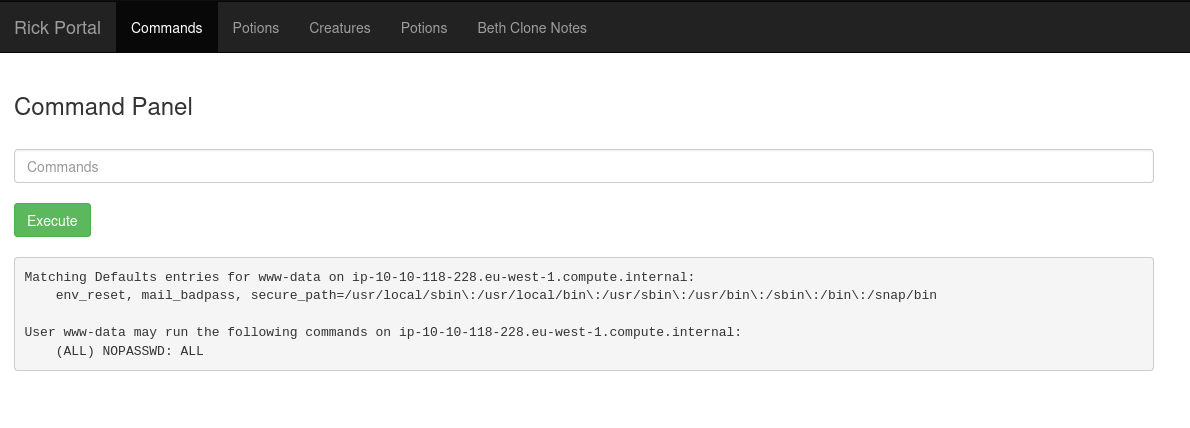 Rick Portal Commands Potions Creatures Potions Beth Clone Notes
Command Panel
Commands
Execute
Matching Defaults entries for www-data on ip-10-10-118-228.eu-west-1.compute.internal:
    env_reset, mail_badpass, secure_path=/usr/local/sbin\:/usr/local/bin\:/usr/sbin\:/usr/bin\:/sbin\:/bin\:/snap/bin
User www-data may run the following commands on ip-10-10-118-228.eu-west-1.compute.internal:
    (ALL) NOPASSWD: ALL